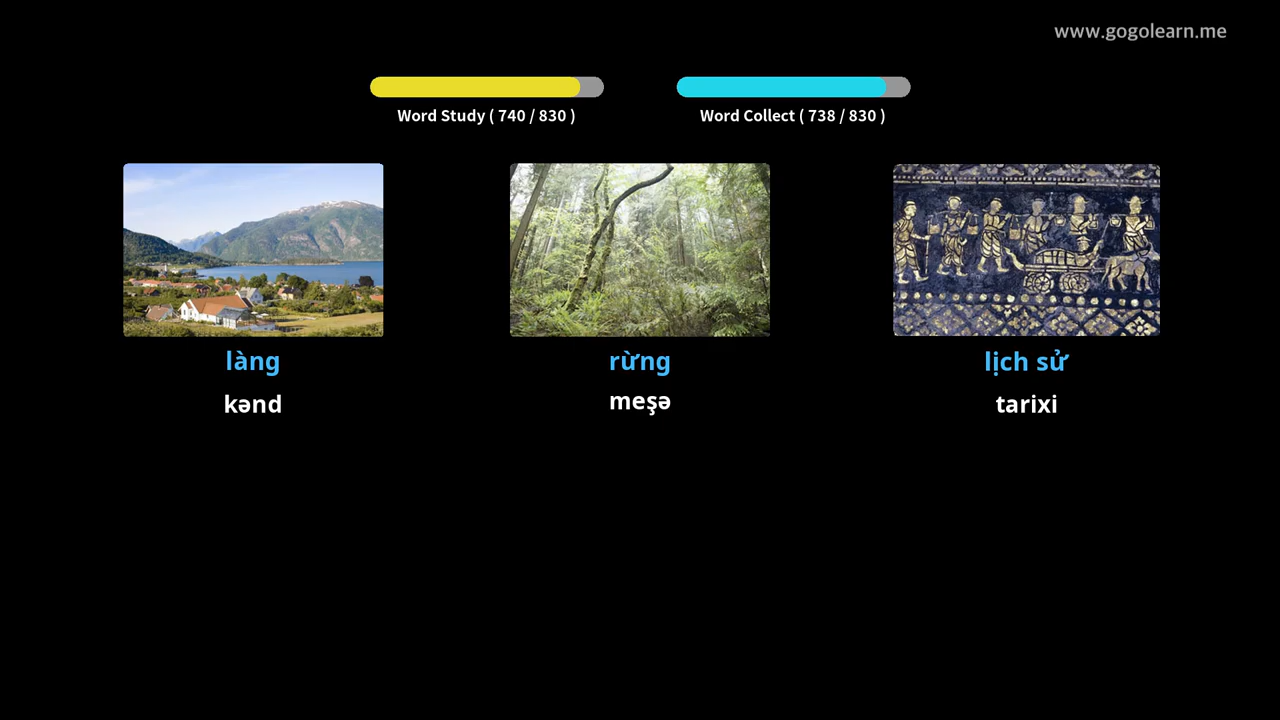 www.gogolearn.me
Word Study ( 740 / 830 )
Word Collect ( 738 / 830 )
làng
rừng
lịch sử
kənd
meşə
tarixi